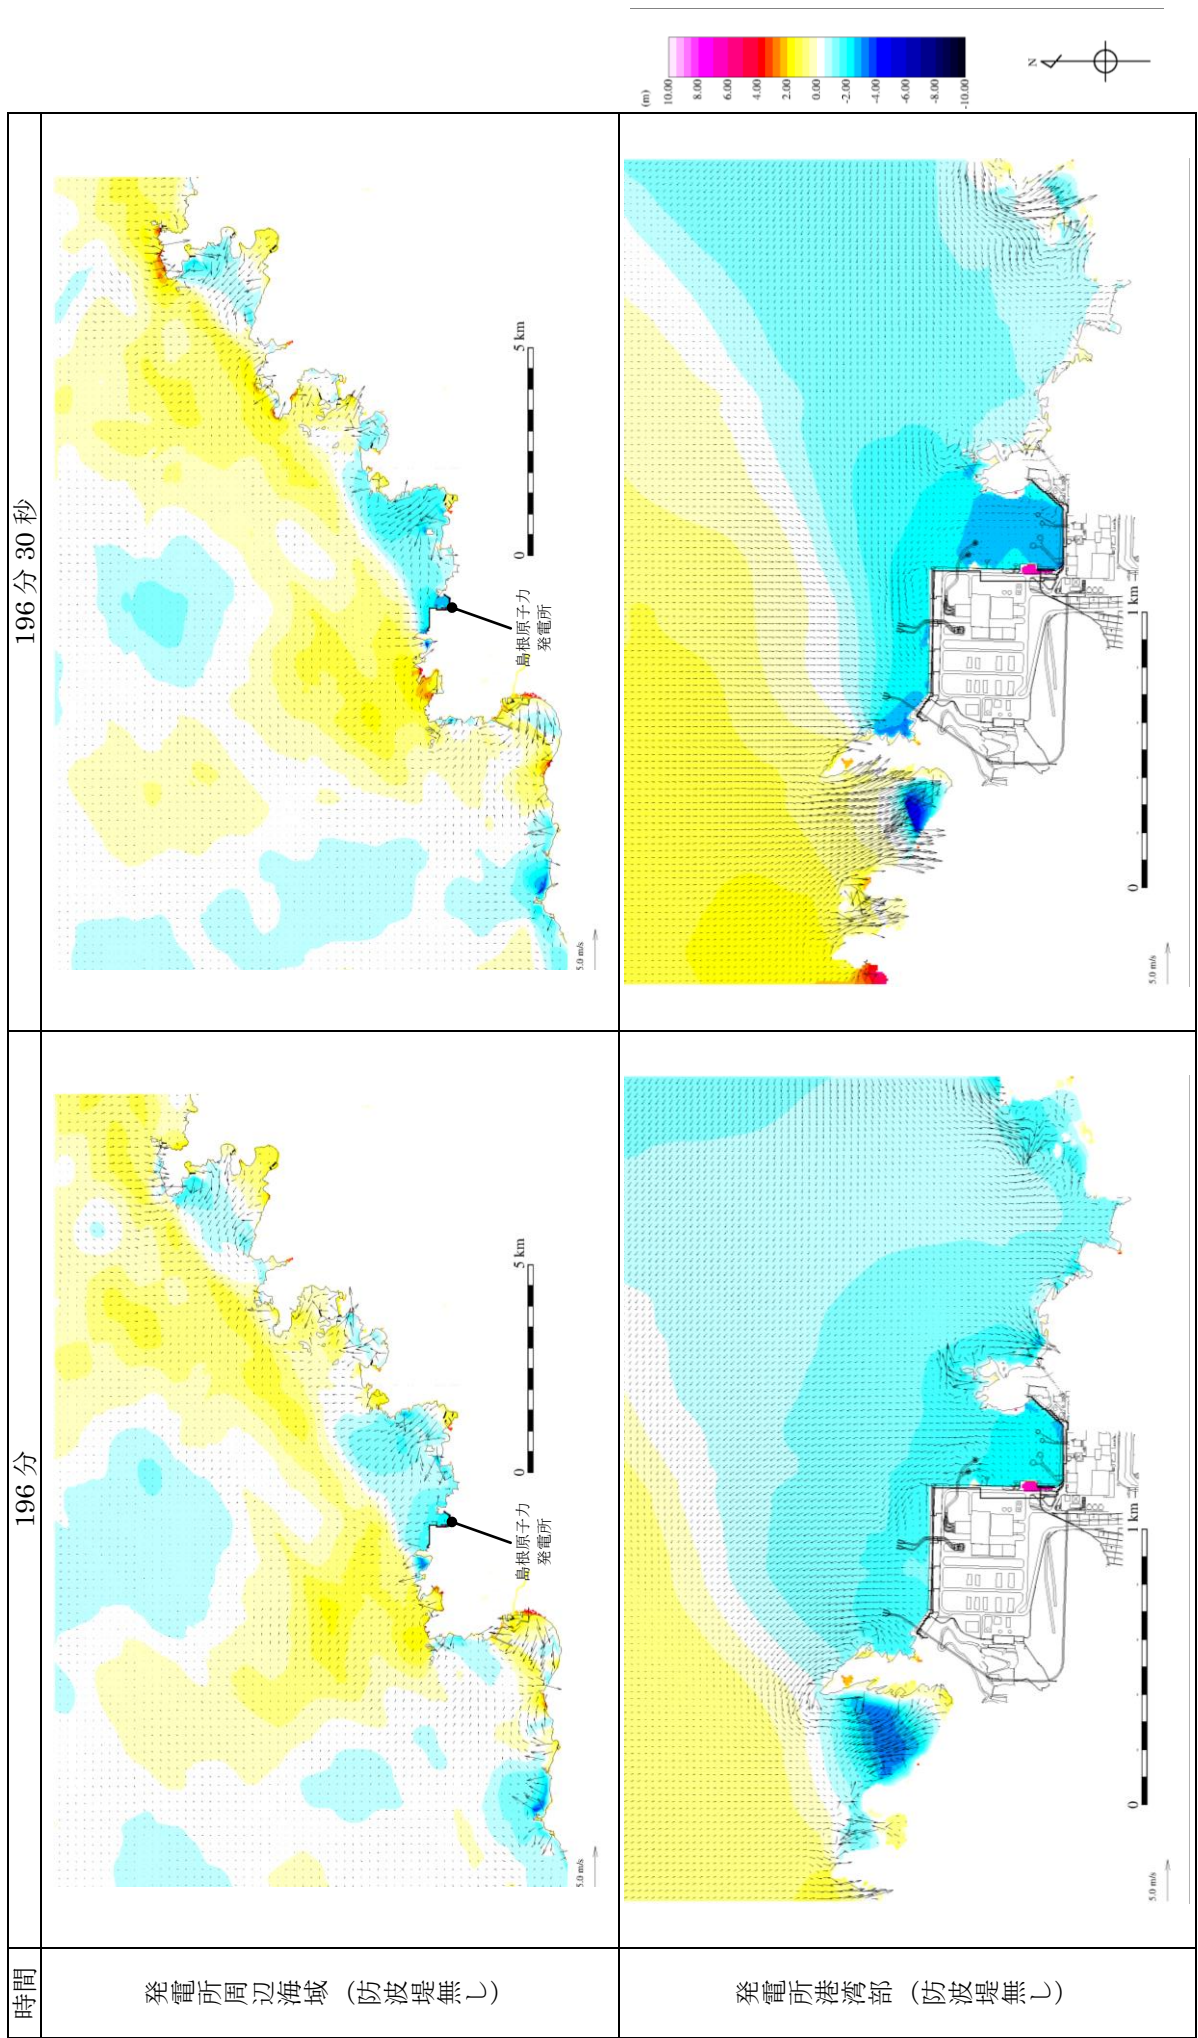 時間
196分
196分30秒
発電所周辺海域（防波堤無し）
島根原子力
発電所
0
5 km
5.0 m/s
島根原子力
発電所
0
5 km
5.0 m/s
発電所港湾部（防波堤無し）
0
1 km
5.0 m/s
0
1 km
5.0 m/s
(m)
10.00
8.00
6.00
4.00
2.00
0.00
-2.00
-4.00
-6.00
-8.00
-10.00
N